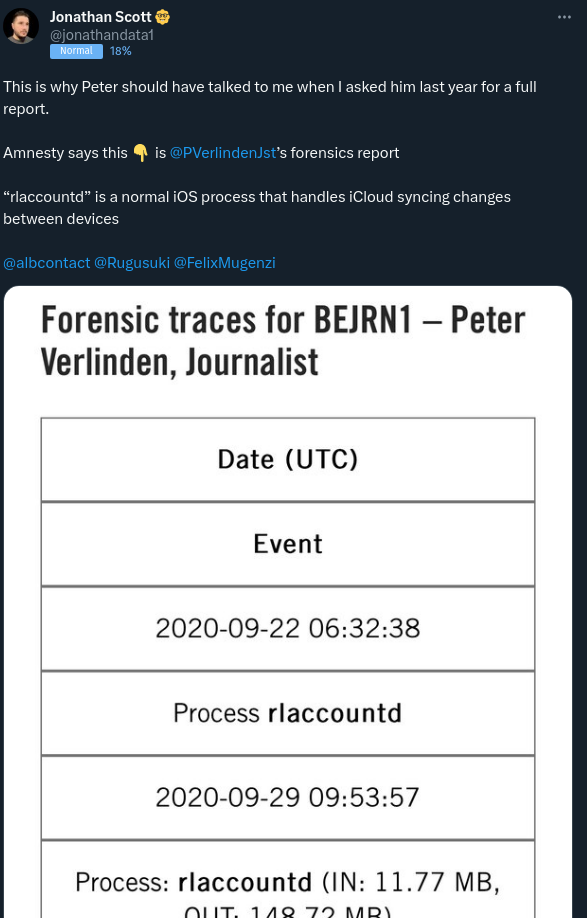 Jonathan Scott
@jonathandata1
Normal 18%
This is why Peter should have talked to me when I asked him last year for a full
report.
Amnesty says this 👇 is @PVerlindenJst's forensics report
“rlaccountd” is a normal iOS process that handles iCloud syncing changes
between devices
@albcontact @Rugusuki @FelixMugenzi
Forensic traces for BEJRN1 – Peter
Verlinden, Journalist
Date (UTC)
Event
2020-09-22 06:32:38
Process rlaccountd
2020-09-29 09:53:57
Process: rlaccountd (IN: 11.77 MB,
OUT: 148.72 MB)